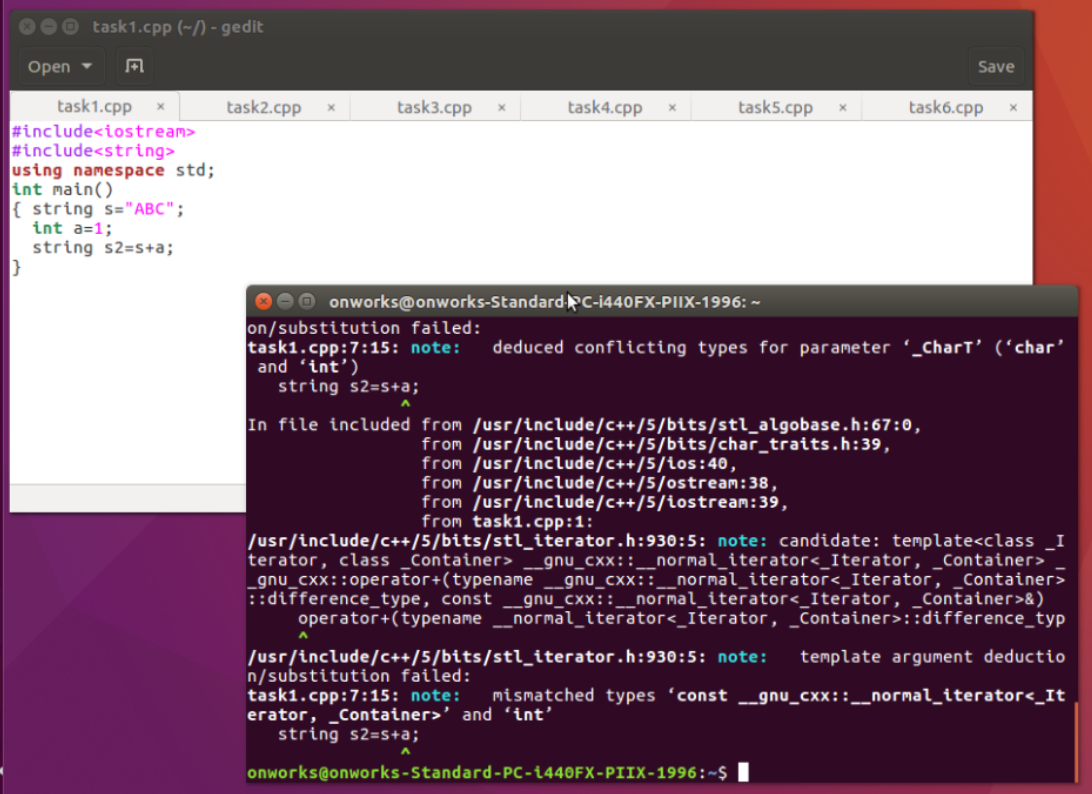 task1.cpp (~/) - gedit
Open
Save
task1.cpp × task2.cpp × task3.cpp × task4.cpp × task5.cpp × task6.cpp ×
#include<iostream>
#include<string>
using namespace std;
int main()
{ string s="ABC";
  int a=1;
  string s2=s+a;
}
onworks@onworks-Standard-PC-i440FX-PIIX-1996: ~
on/substitution failed:
task1.cpp:7:15: note:   deduced conflicting types for parameter ‘_CharT’ (‘char’
 and ‘int’)
   string s2=s+a;
               ^
In file included from /usr/include/c++/5/bits/stl_algobase.h:67:0,
                 from /usr/include/c++/5/bits/char_traits.h:39,
                 from /usr/include/c++/5/ios:40,
                 from /usr/include/c++/5/ostream:38,
                 from /usr/include/c++/5/iostream:39,
                 from task1.cpp:1:
/usr/include/c++/5/bits/stl_iterator.h:930:5: note: candidate: template<class _I
terator, class _Container> __gnu_cxx::__normal_iterator<_Iterator, _Container> _
_gnu_cxx::operator+(typename __gnu_cxx::__normal_iterator<_Iterator, _Container>
::difference_type, const __gnu_cxx::__normal_iterator<_Iterator, _Container>&)
     operator+(typename __normal_iterator<_Iterator, _Container>::difference_typ
     ^
/usr/include/c++/5/bits/stl_iterator.h:930:5: note:   template argument deductio
n/substitution failed:
task1.cpp:7:15: note:   mismatched types ‘const __gnu_cxx::__normal_iterator<_It
erator, _Container>’ and ‘int’
   string s2=s+a;
               ^
onworks@onworks-Standard-PC-i440FX-PIIX-1996:~$